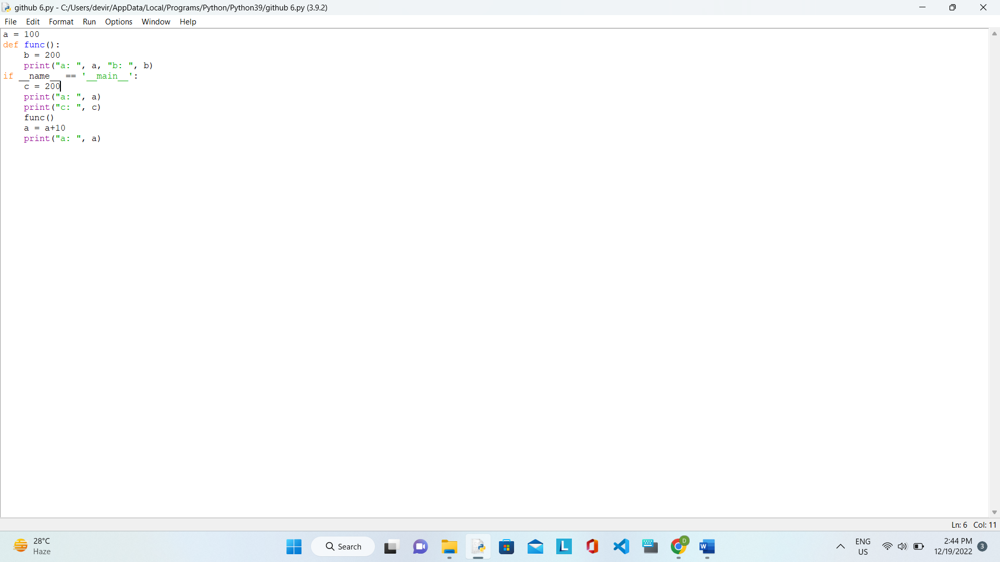 github 6.py - C:/Users/devir/AppData/Local/Programs/Python/Python39/github 6.py (3.9.2)
File Edit Format Run Options Window Help
a = 100
def func():
    b = 200
    print("a: ", a, "b: ", b)
if __name__ == '__main__':
    c = 200
    print("a: ", a)
    print("c: ", c)
    func()
    a = a+10
    print("a: ", a)
Ln: 6 Col: 11
28°C
Haze
Search
L
D
W
ENG
US
2:44 PM
12/19/2022
3